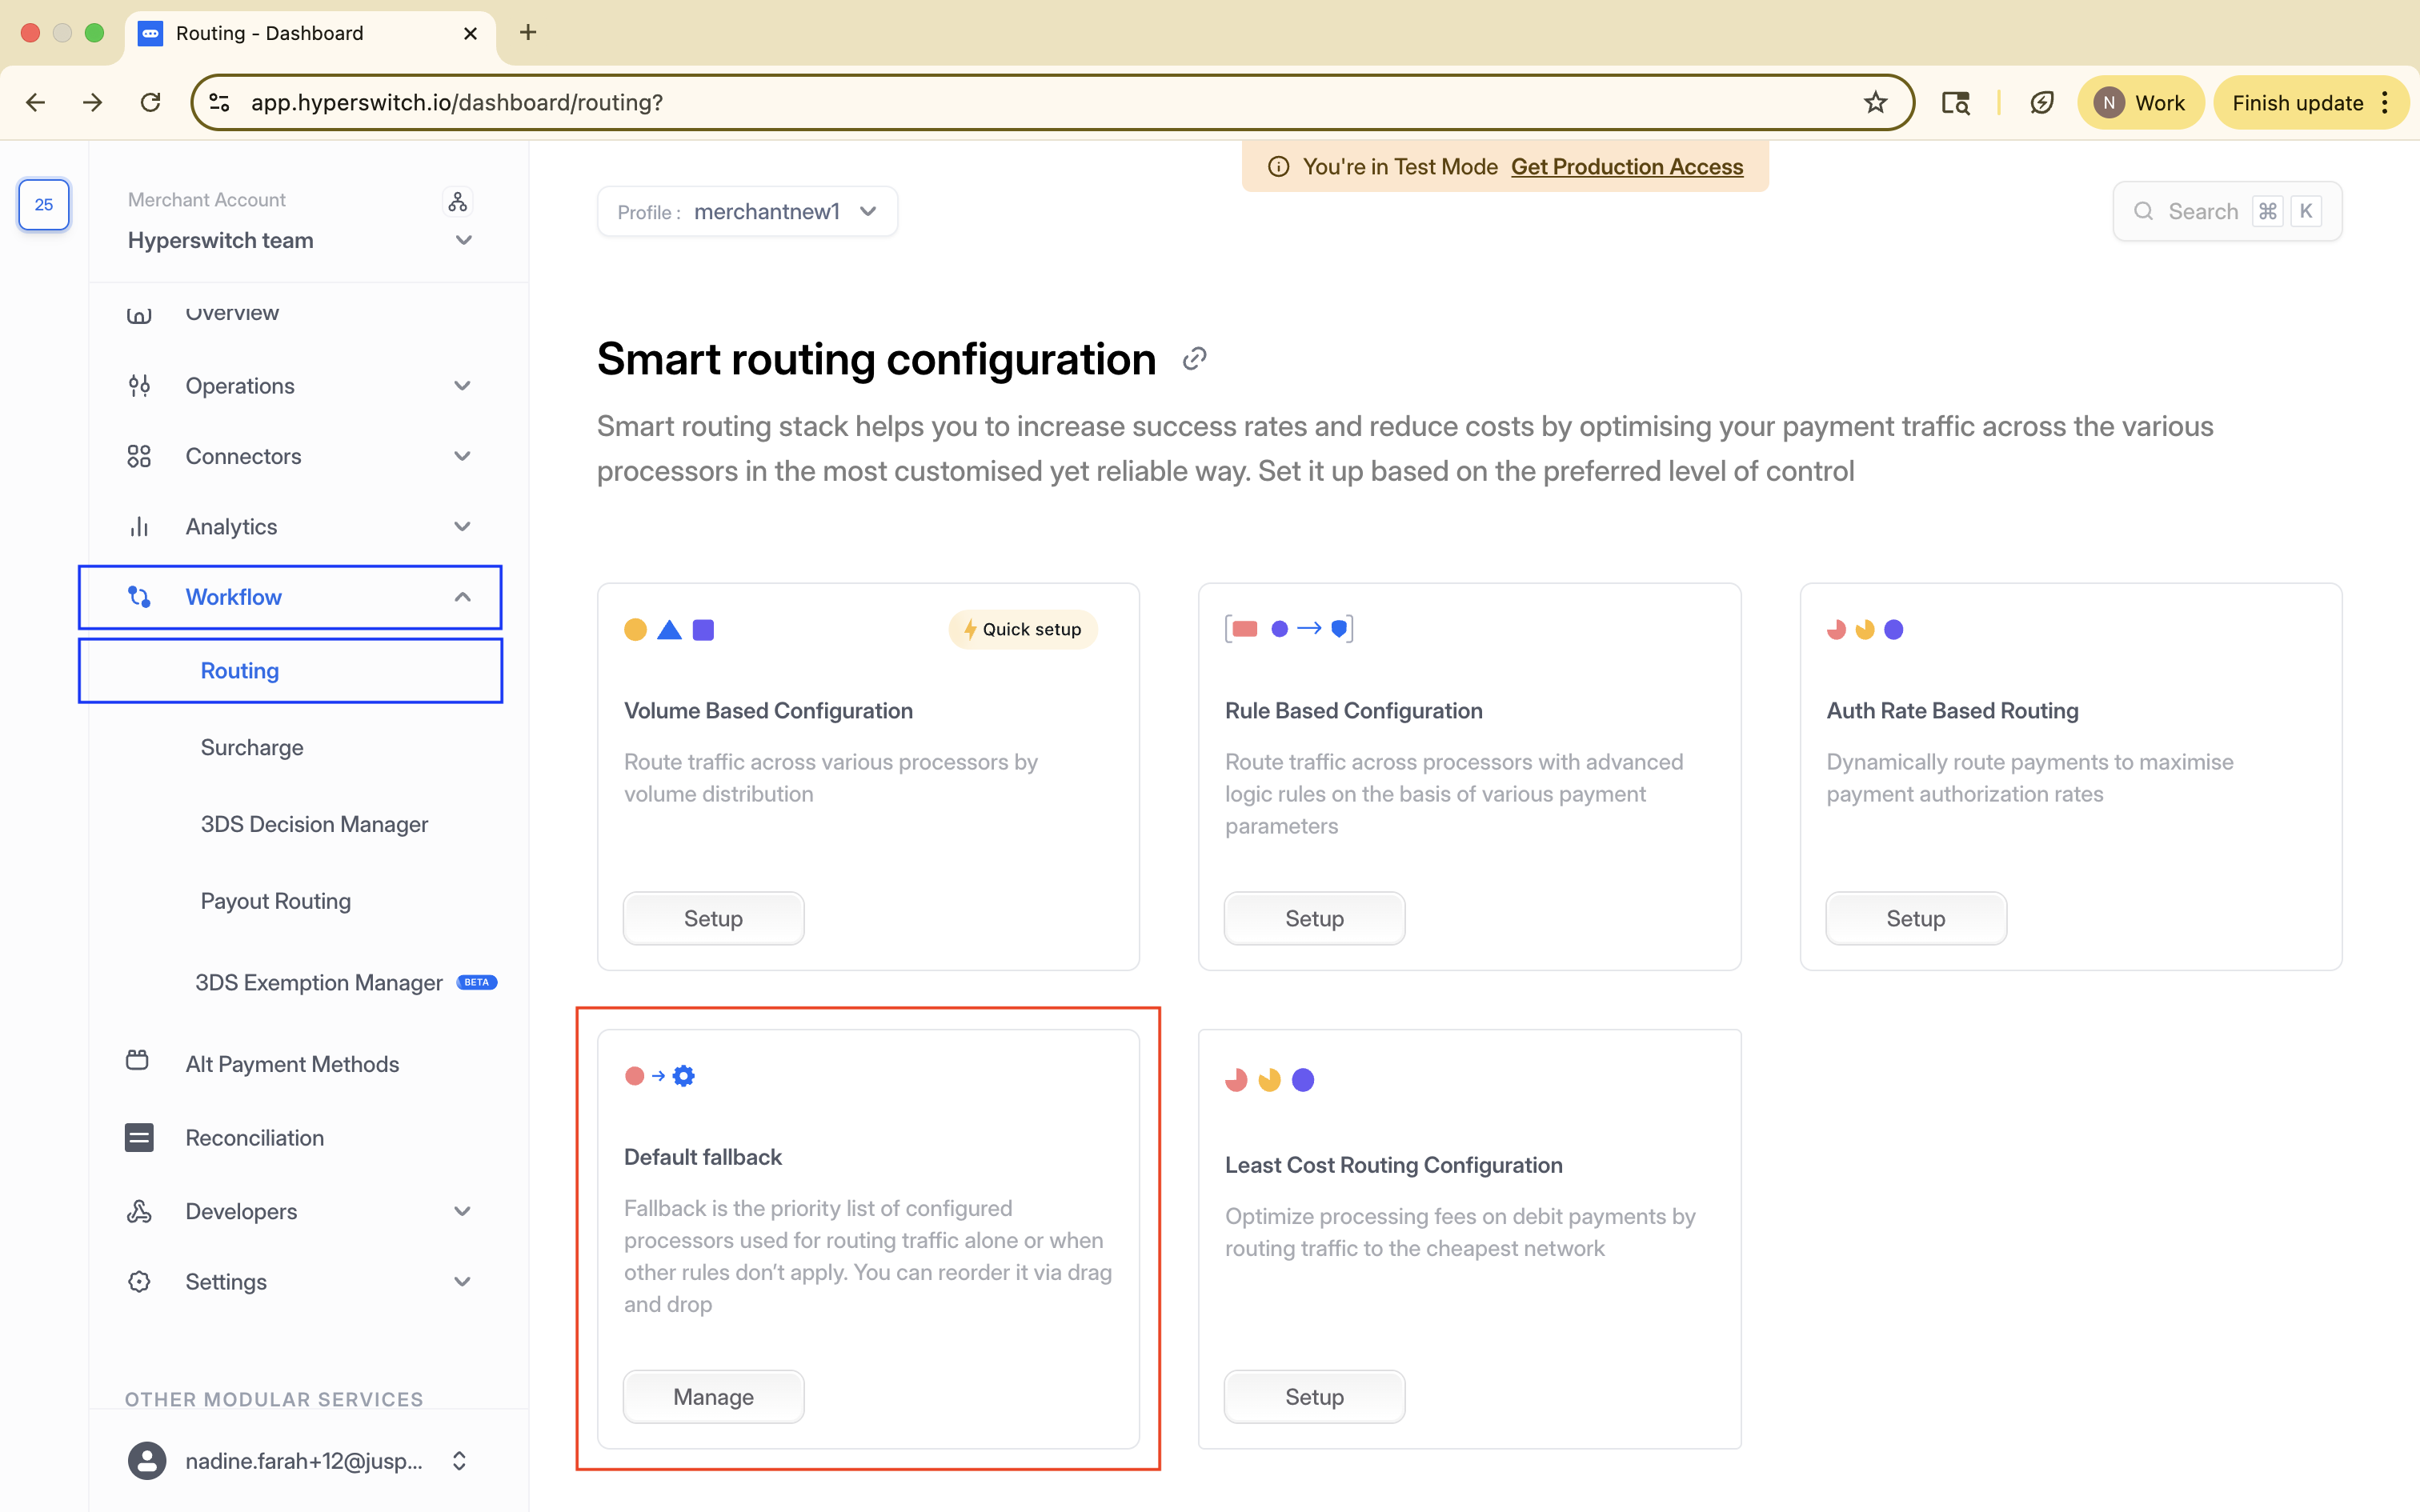 Routing - Dashboard
app.hyperswitch.io/dashboard/routing?
N Work
Finish update
You're in Test Mode Get Production Access
25
Merchant Account
Hyperswitch team
Profile : merchantnew1
Search ⌘ K
Overview
Operations
Connectors
Analytics
Workflow
Routing
Surcharge
3DS Decision Manager
Payout Routing
3DS Exemption Manager BETA
Alt Payment Methods
Reconciliation
Developers
Settings
OTHER MODULAR SERVICES
nadine.farah+12@jusp...
Smart routing configuration
Smart routing stack helps you to increase success rates and reduce costs by optimising your payment traffic across the various
processors in the most customised yet reliable way. Set it up based on the preferred level of control
Quick setup
Volume Based Configuration
Route traffic across various processors by
volume distribution
Setup
Rule Based Configuration
Route traffic across processors with advanced
logic rules on the basis of various payment
parameters
Setup
Auth Rate Based Routing
Dynamically route payments to maximise
payment authorization rates
Setup
Default fallback
Fallback is the priority list of configured
processors used for routing traffic alone or when
other rules don’t apply. You can reorder it via drag
and drop
Manage
Least Cost Routing Configuration
Optimize processing fees on debit payments by
routing traffic to the cheapest network
Setup